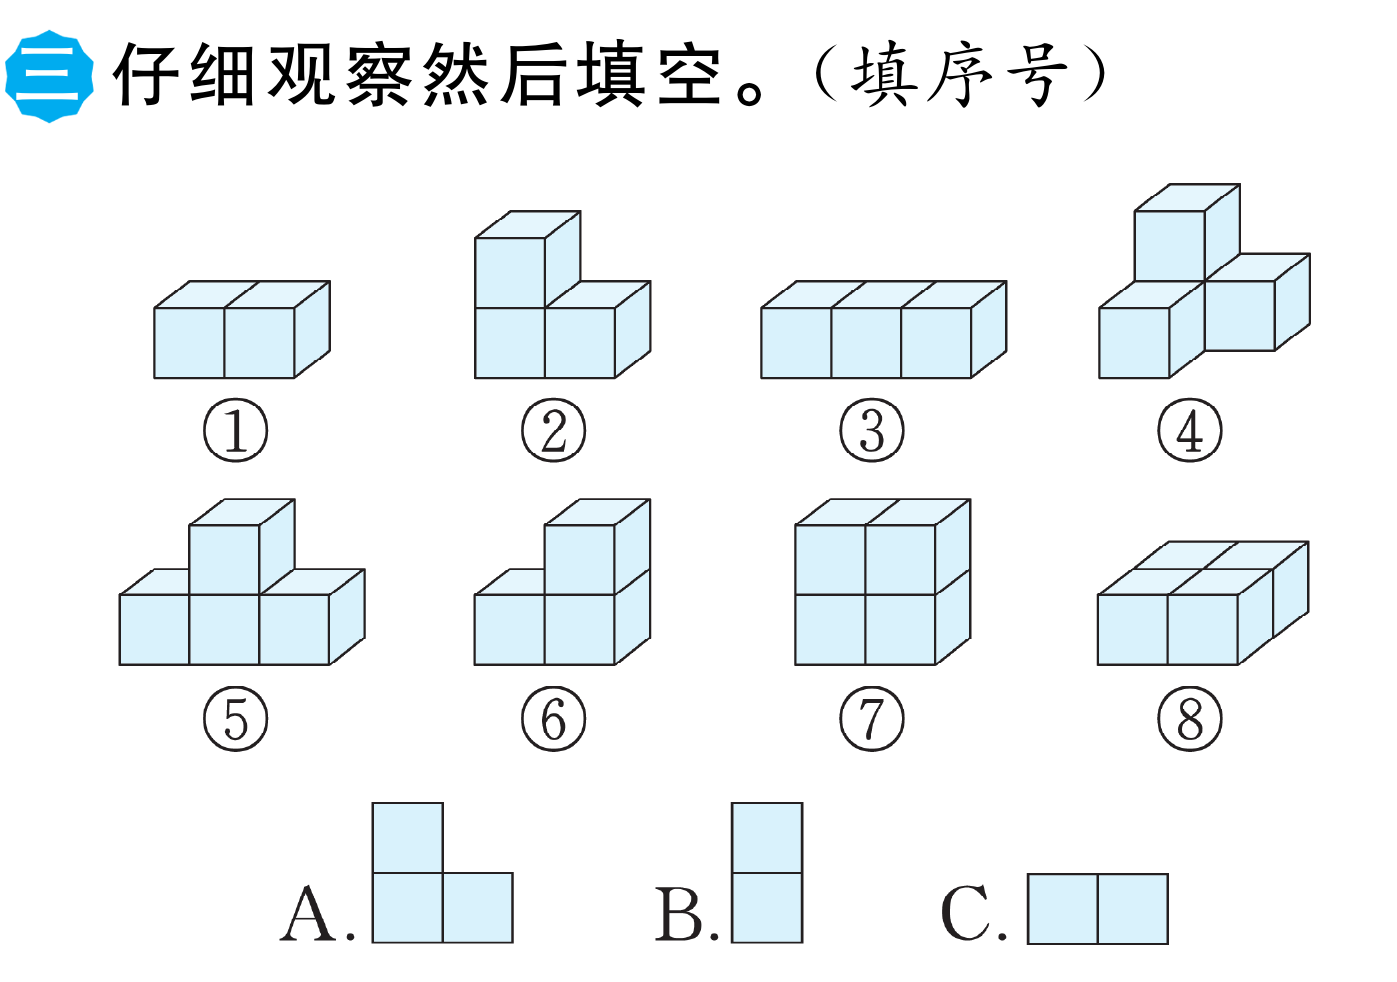 三 仔细观察然后填空。（填序号）
① ② ③ ④
⑤ ⑥ ⑦ ⑧
A. B. C.